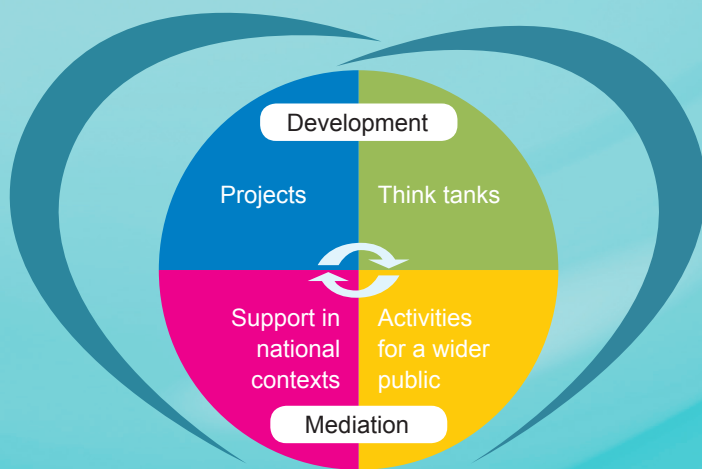 Development
Projects
Think tanks
Support in
national
contexts
Activities
for a wider
public
Mediation